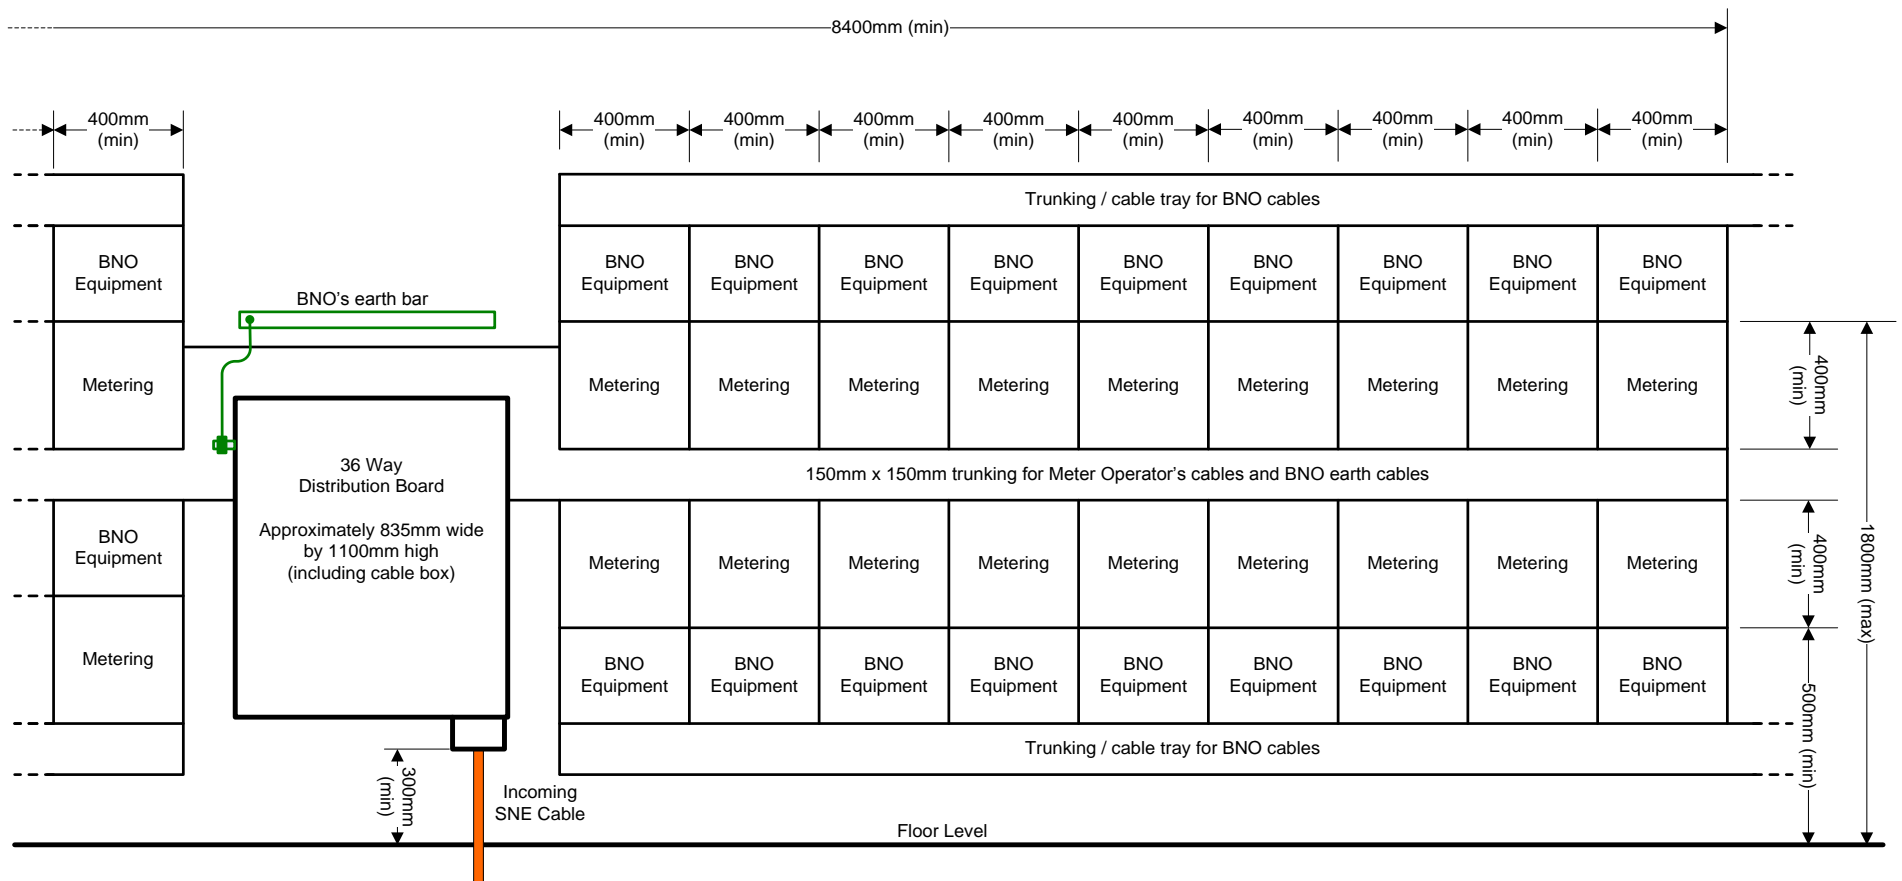 8400mm (min)
400mm
(min)
400mm
(min)
400mm
(min)
400mm
(min)
400mm
(min)
400mm
(min)
400mm
(min)
400mm
(min)
400mm
(min)
400mm
(min)
Trunking / cable tray for BNO cables
BNO
Equipment
BNO
Equipment
BNO
Equipment
BNO
Equipment
BNO
Equipment
BNO
Equipment
BNO
Equipment
BNO
Equipment
BNO
Equipment
BNO
Equipment
BNO's earth bar
Metering
Metering
Metering
Metering
Metering
Metering
Metering
Metering
Metering
Metering
400mm
(min)
36 Way
Distribution Board
Approximately 835mm wide
by 1100mm high
(including cable box)
150mm x 150mm trunking for Meter Operator's cables and BNO earth cables
BNO
Equipment
Metering
Metering
Metering
Metering
Metering
Metering
Metering
Metering
Metering
400mm
(min)
1800mm (max)
Metering
BNO
Equipment
BNO
Equipment
BNO
Equipment
BNO
Equipment
BNO
Equipment
BNO
Equipment
BNO
Equipment
BNO
Equipment
BNO
Equipment
500mm (min)
Trunking / cable tray for BNO cables
300mm
(min)
Incoming
SNE Cable
Floor Level